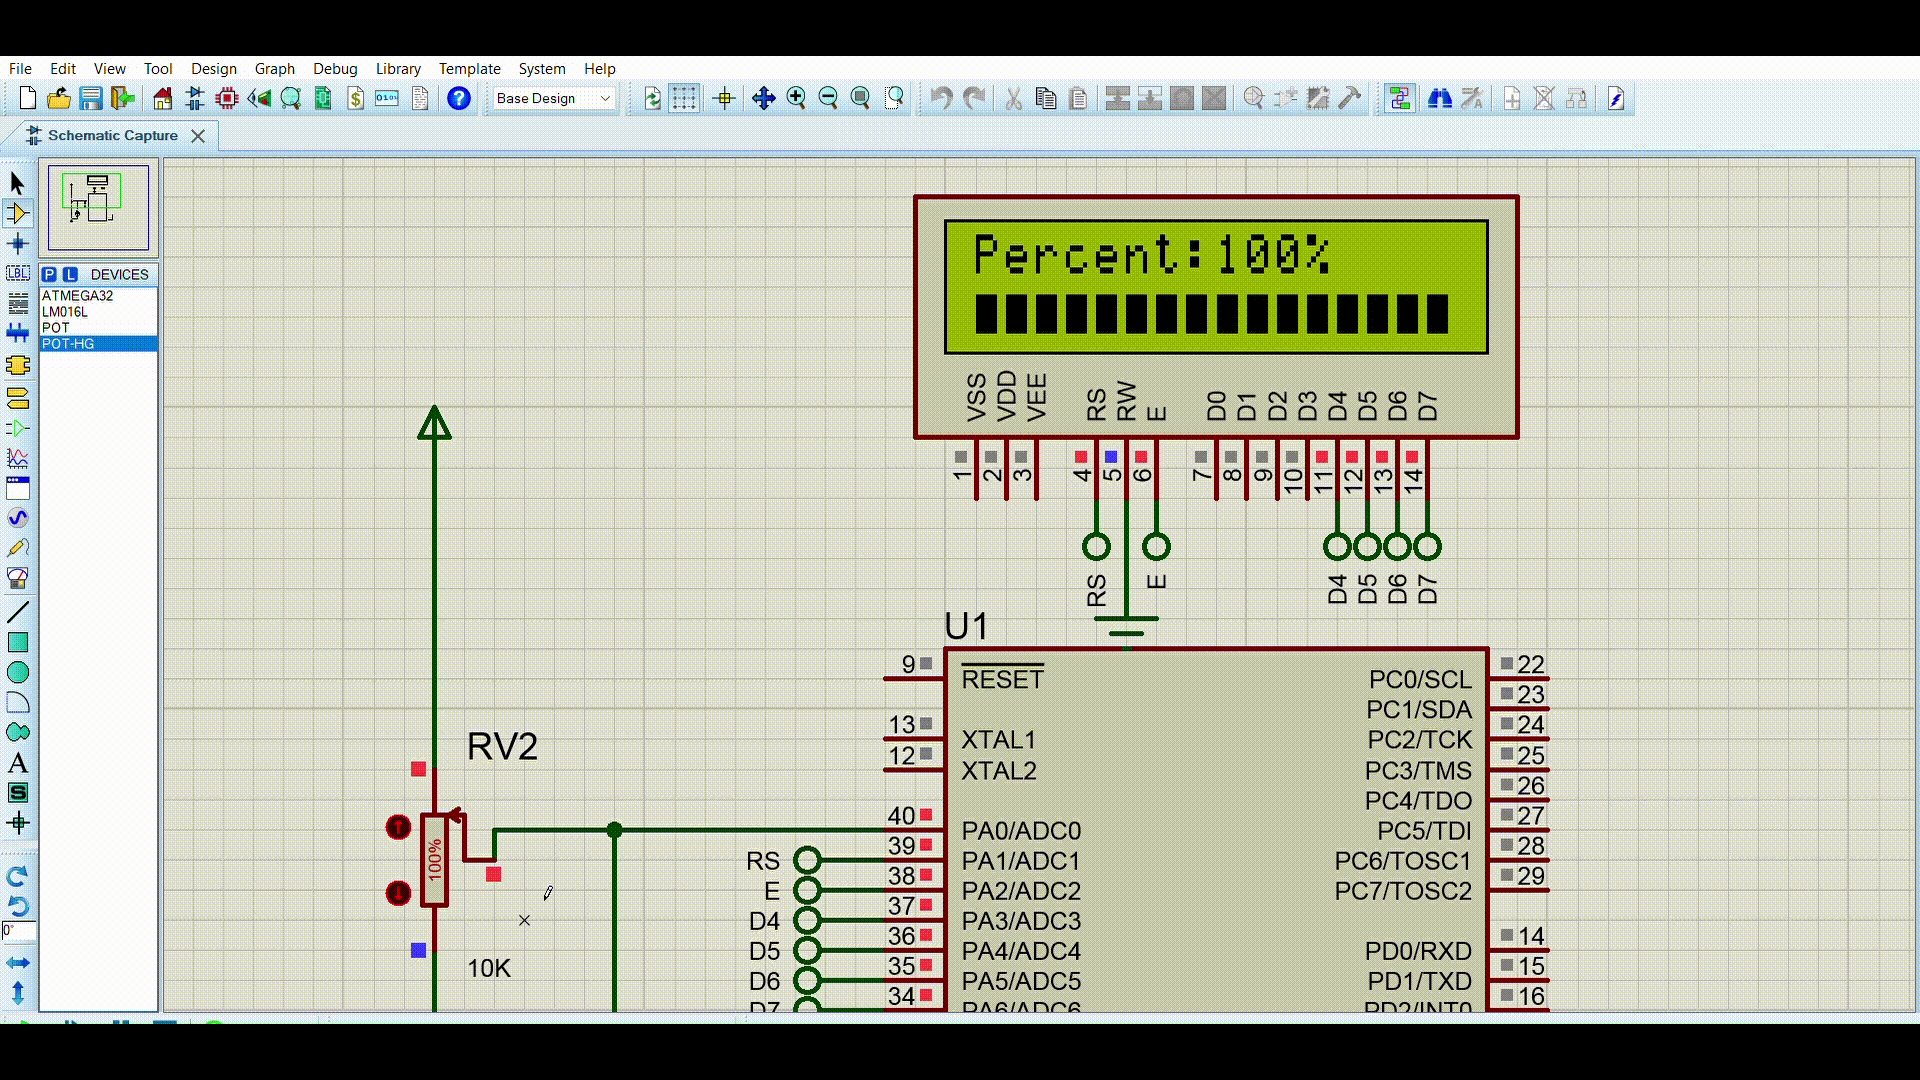 File Edit View Tool Design Graph Debug Library Template System Help
Base Design
Schematic Capture
P L DEVICES
ATMEGA32
LM016L
POT
POT-HG
LBL
A
S
0°
Percent:100%
VSS VDD VEE RS RW E D0 D1 D2 D3 D4 D5 D6 D7
1 2 3 4 5 6 7 8 9 10 11 12 13 14
RS E D4 D5 D6 D7
U1
9 RESET PC0/SCL 22
PC1/SDA 23
13 XTAL1 PC2/TCK 24
12 XTAL2 PC3/TMS 25
PC4/TDO 26
40 PA0/ADC0 PC5/TDI 27
RS 39 PA1/ADC1 PC6/TOSC1 28
E 38 PA2/ADC2 PC7/TOSC2 29
D4 37 PA3/ADC3
D5 36 PA4/ADC4 PD0/RXD 14
D6 35 PA5/ADC5 PD1/TXD 15
D7 34 PA6/ADC6 PD2/INT0 16
RV2
100%
10K